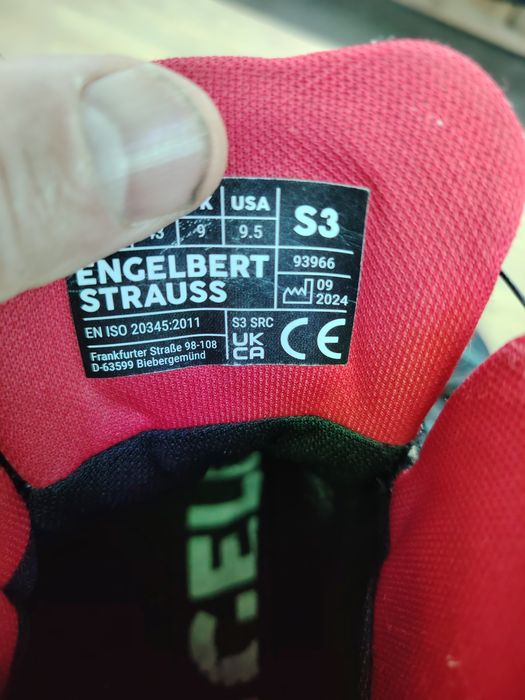 USA S3
9 9.5
93966
ENGELBERT
STRAUSS
09
2024
EN ISO 20345:2011
S3 SRC
UK
CA
CE
Frankfurter Straße 98-108
D-63599 Biebergemünd